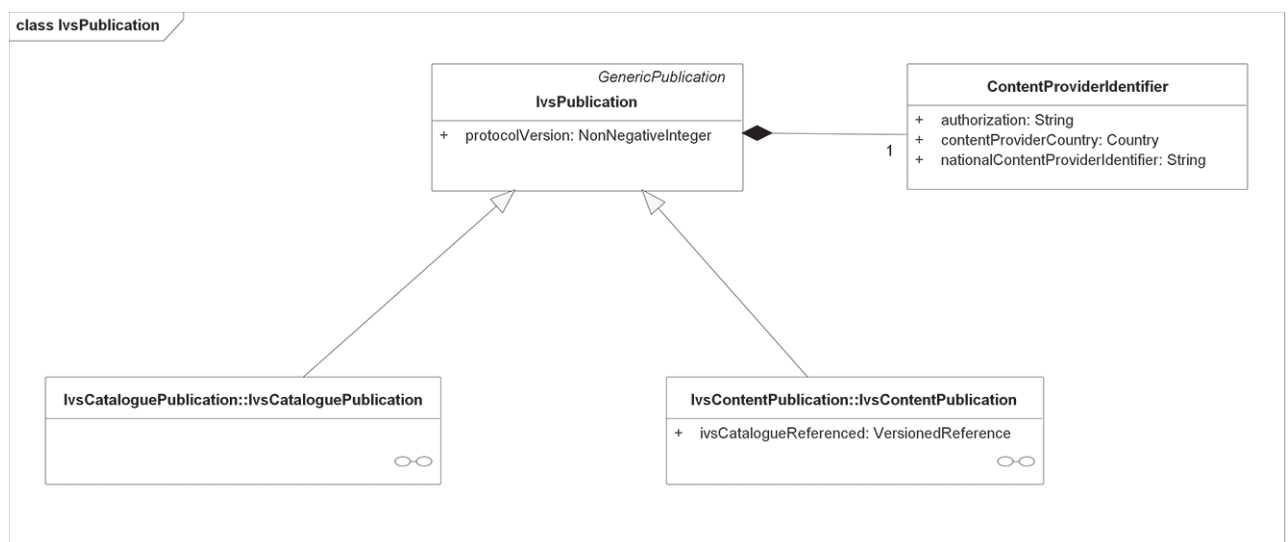 class IvsPublication
GenericPublication
IvsPublication
+ protocolVersion: NonNegativeInteger
1
ContentProviderIdentifier
+ authorization: String
+ contentProviderCountry: Country
+ nationalContentProviderIdentifier: String
IvsCataloguePublication::IvsCataloguePublication
IvsContentPublication::IvsContentPublication
+ ivsCatalogueReferenced: VersionedReference